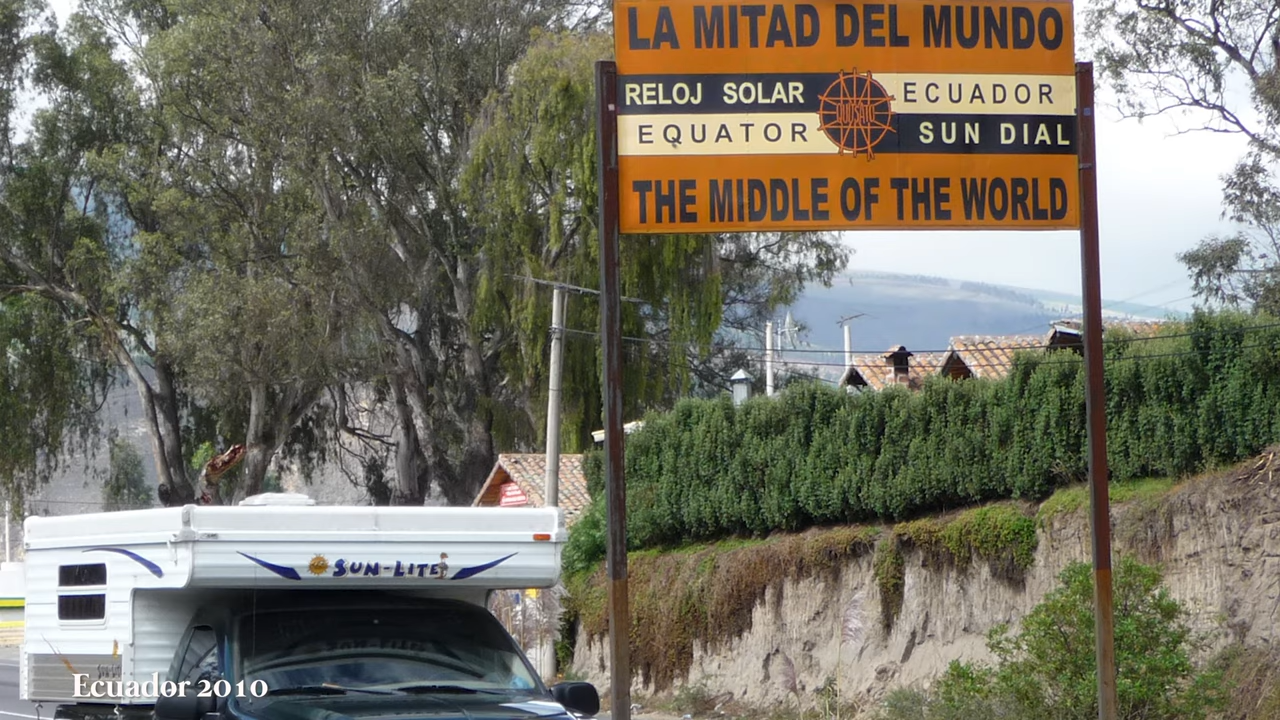 LA MITAD DEL MUNDO
RELOJ SOLAR ECUADOR
QUITSATO
EQUATOR SUN DIAL
THE MIDDLE OF THE WORLD
SUN-LITE
Ecuador 2010